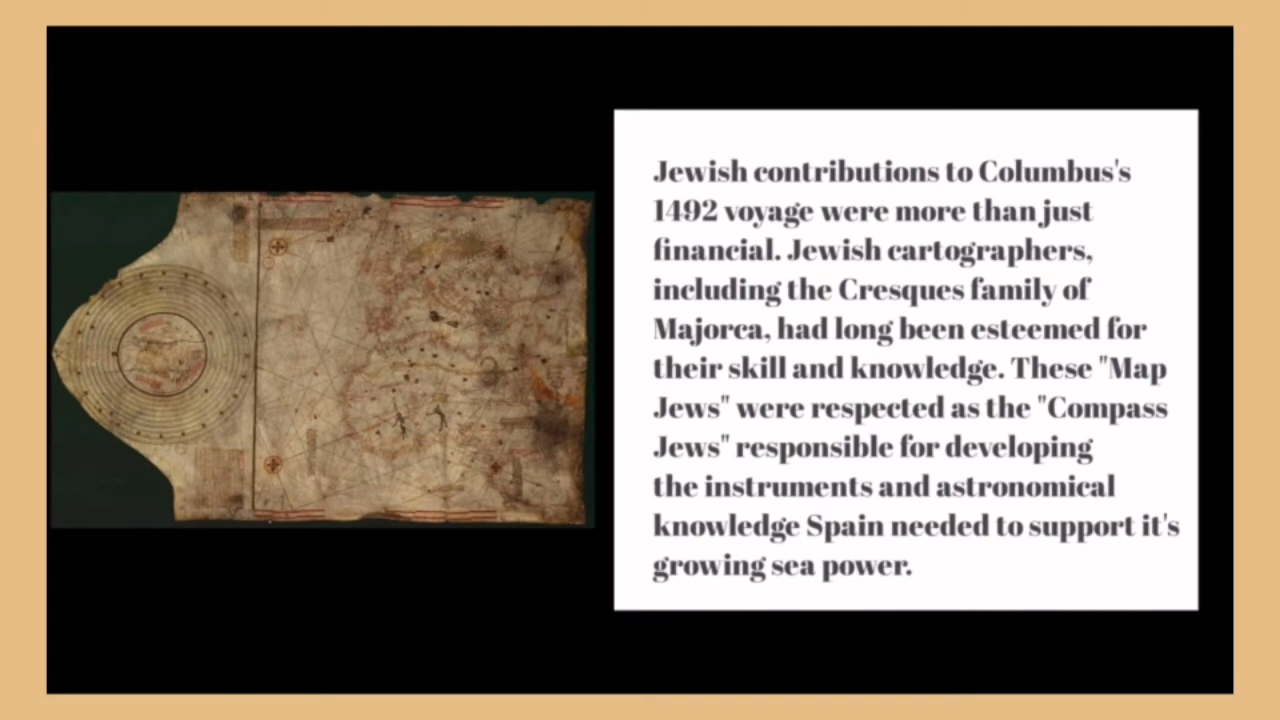 Jewish contributions to Columbus's
1492 voyage were more than just
financial. Jewish cartographers,
including the Cresques family of
Majorca, had long been esteemed for
their skill and knowledge. These "Map
Jews" were respected as the "Compass
Jews" responsible for developing
the instruments and astronomical
knowledge Spain needed to support it's
growing sea power.